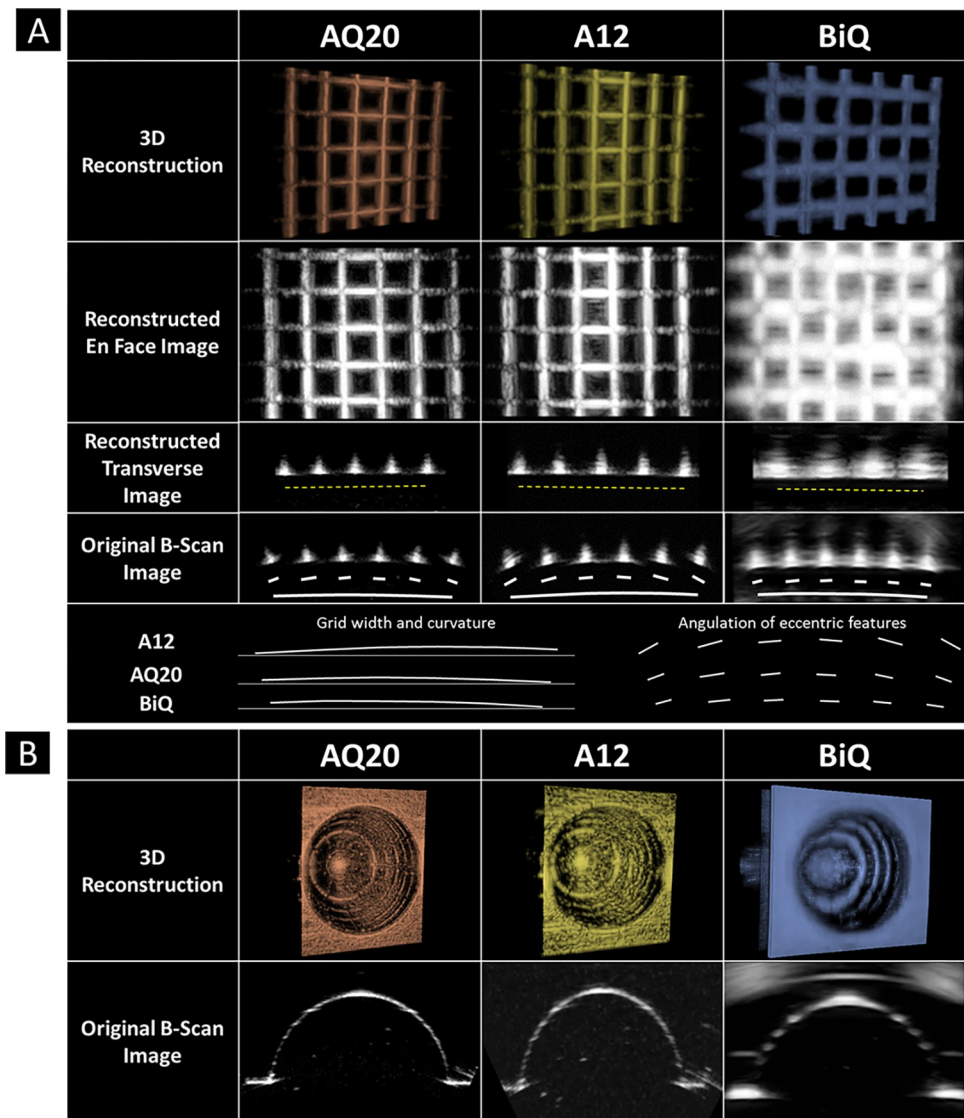 A
AQ20 A12 BiQ
3D
Reconstruction
Reconstructed
En Face Image
Reconstructed
Transverse
Image
Original B-Scan
Image
Grid width and curvature Angulation of eccentric features
A12
AQ20
BiQ
B
AQ20 A12 BiQ
3D
Reconstruction
Original B-Scan
Image